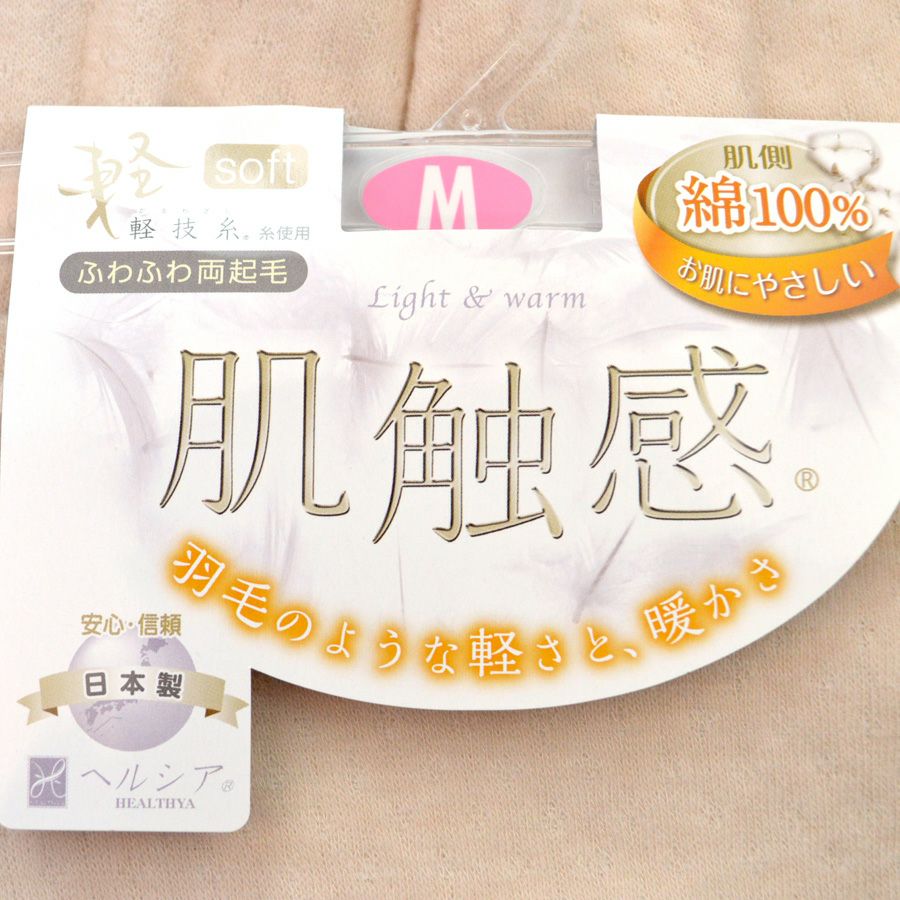 軽 soft
軽技糸® 糸使用
ふわふわ両起毛
M
肌側
綿100%
お肌にやさしい
Light & warm
肌触感®
羽毛のような軽さと、暖かさ
安心・信頼
日本製
ヘルシア®
HEALTHYA